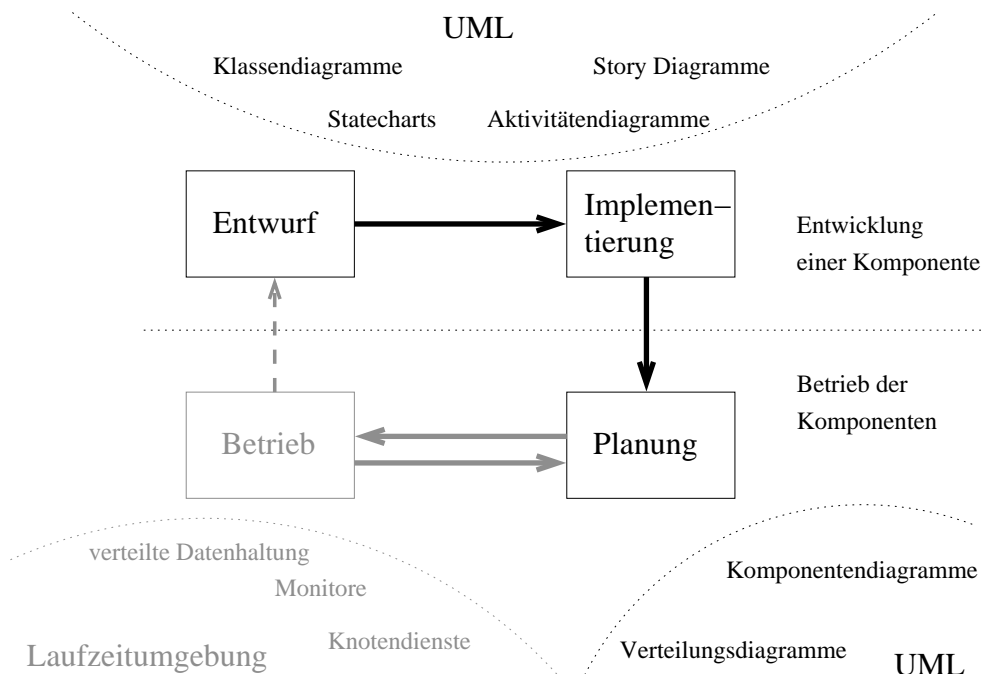 UML
Klassendiagramme
Story Diagramme
Statecharts
Aktivitätendiagramme
Entwurf
Implemen–
tierung
Entwicklung
einer Komponente
Betrieb der
Komponenten
Betrieb
Planung
verteilte Datenhaltung
Monitore
Knotendienste
Laufzeitumgebung
Komponentendiagramme
Verteilungsdiagramme
UML